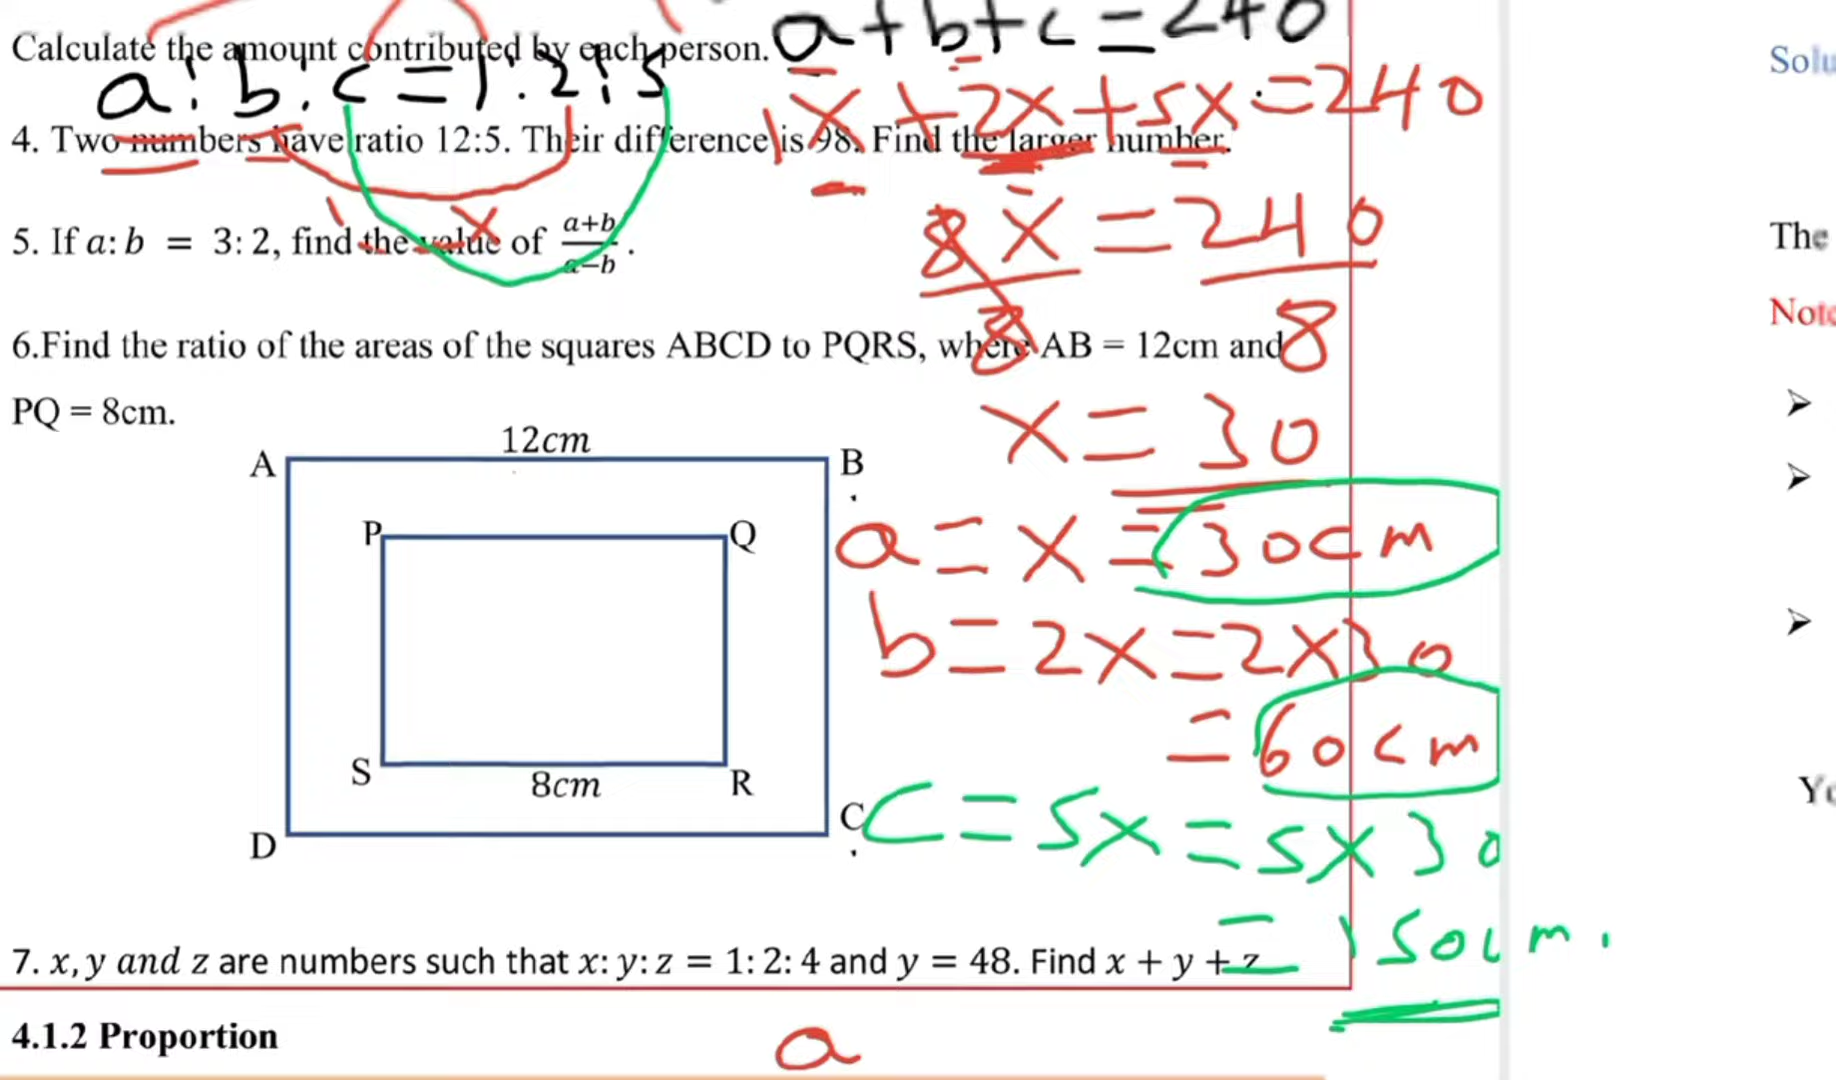 a+b+c=240
Calculate the amount contributed by each person.
a:b:c=1:2:5
1x+2x+5x=240
4. Two numbers have ratio 12:5. Their difference is 98. Find the larger number.
8x=240
8 8
5. If a:b = 3:2, find the value of a+b/a−b .
x
6.Find the ratio of the areas of the squares ABCD to PQRS, where AB = 12cm and
PQ = 8cm.
x=30
12cm
A B
P Q
a=x=30cm
b=2x=2x30
=60cm
S 8cm R
D C
c=5x=5x30
=150cm.
7. x, y and z are numbers such that x:y:z = 1:2:4 and y = 48. Find x + y + z
4.1.2 Proportion
a
Solu
The
Note
Yo